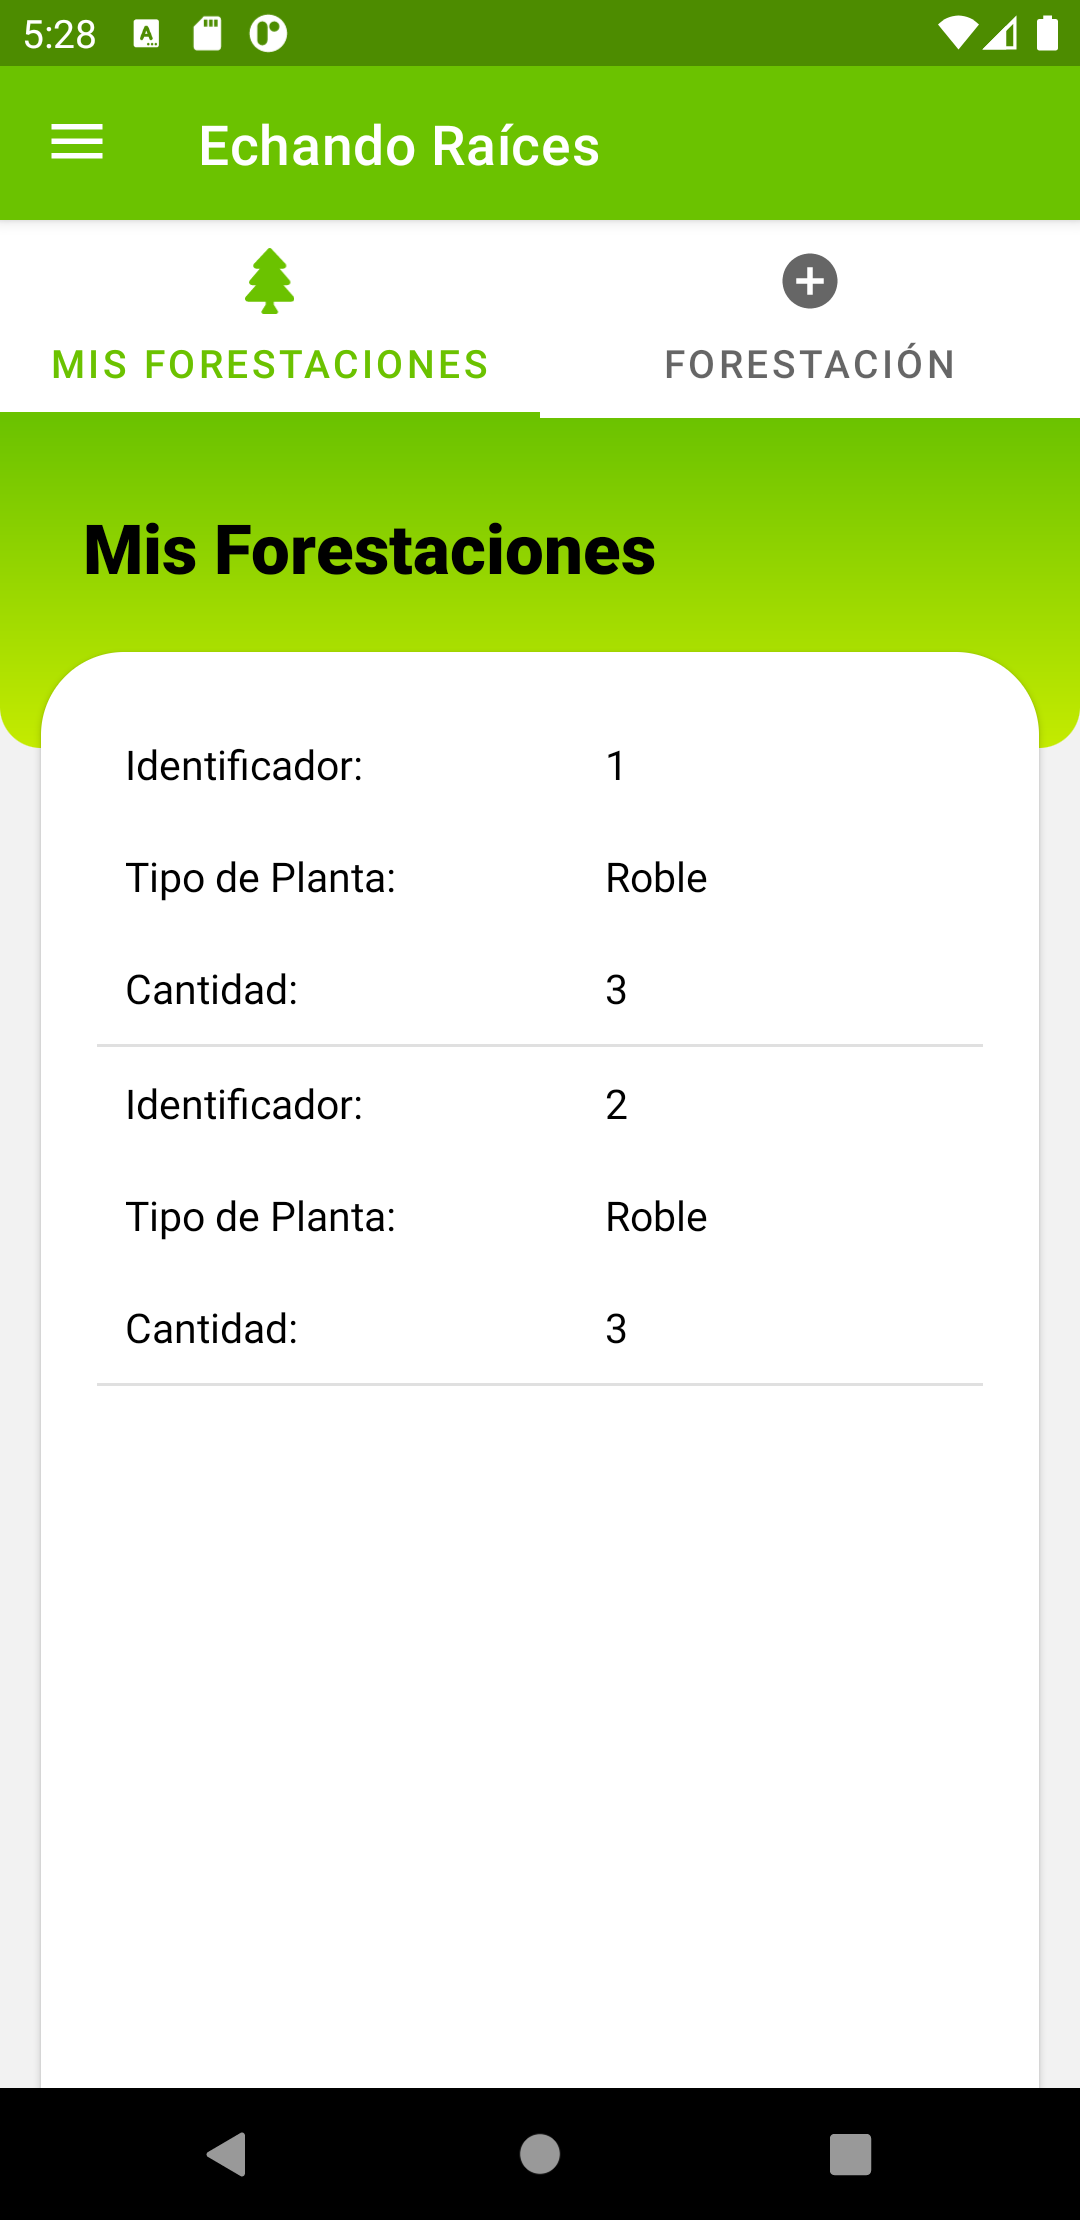 5:28
Echando Raíces
MIS FORESTACIONES
FORESTACIÓN
Mis Forestaciones
Identificador: 1
Tipo de Planta: Roble
Cantidad: 3
Identificador: 2
Tipo de Planta: Roble
Cantidad: 3